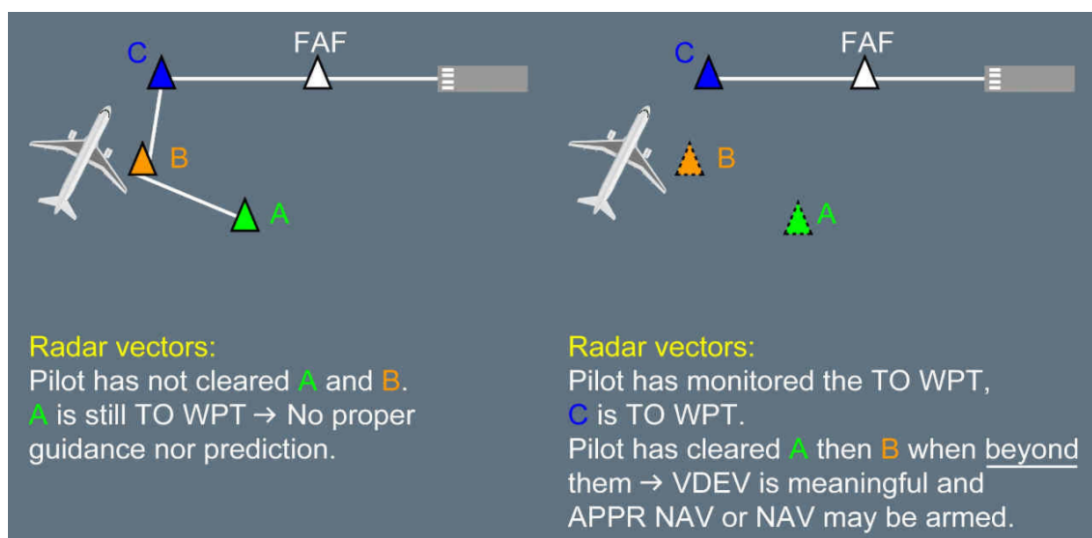 C
FAF
B
A
Radar vectors:
Pilot has not cleared A and B.
A is still TO WPT → No proper
guidance nor prediction.
C
FAF
B
A
Radar vectors:
Pilot has monitored the TO WPT,
C is TO WPT.
Pilot has cleared A then B when beyond
them → VDEV is meaningful and
APPR NAV or NAV may be armed.